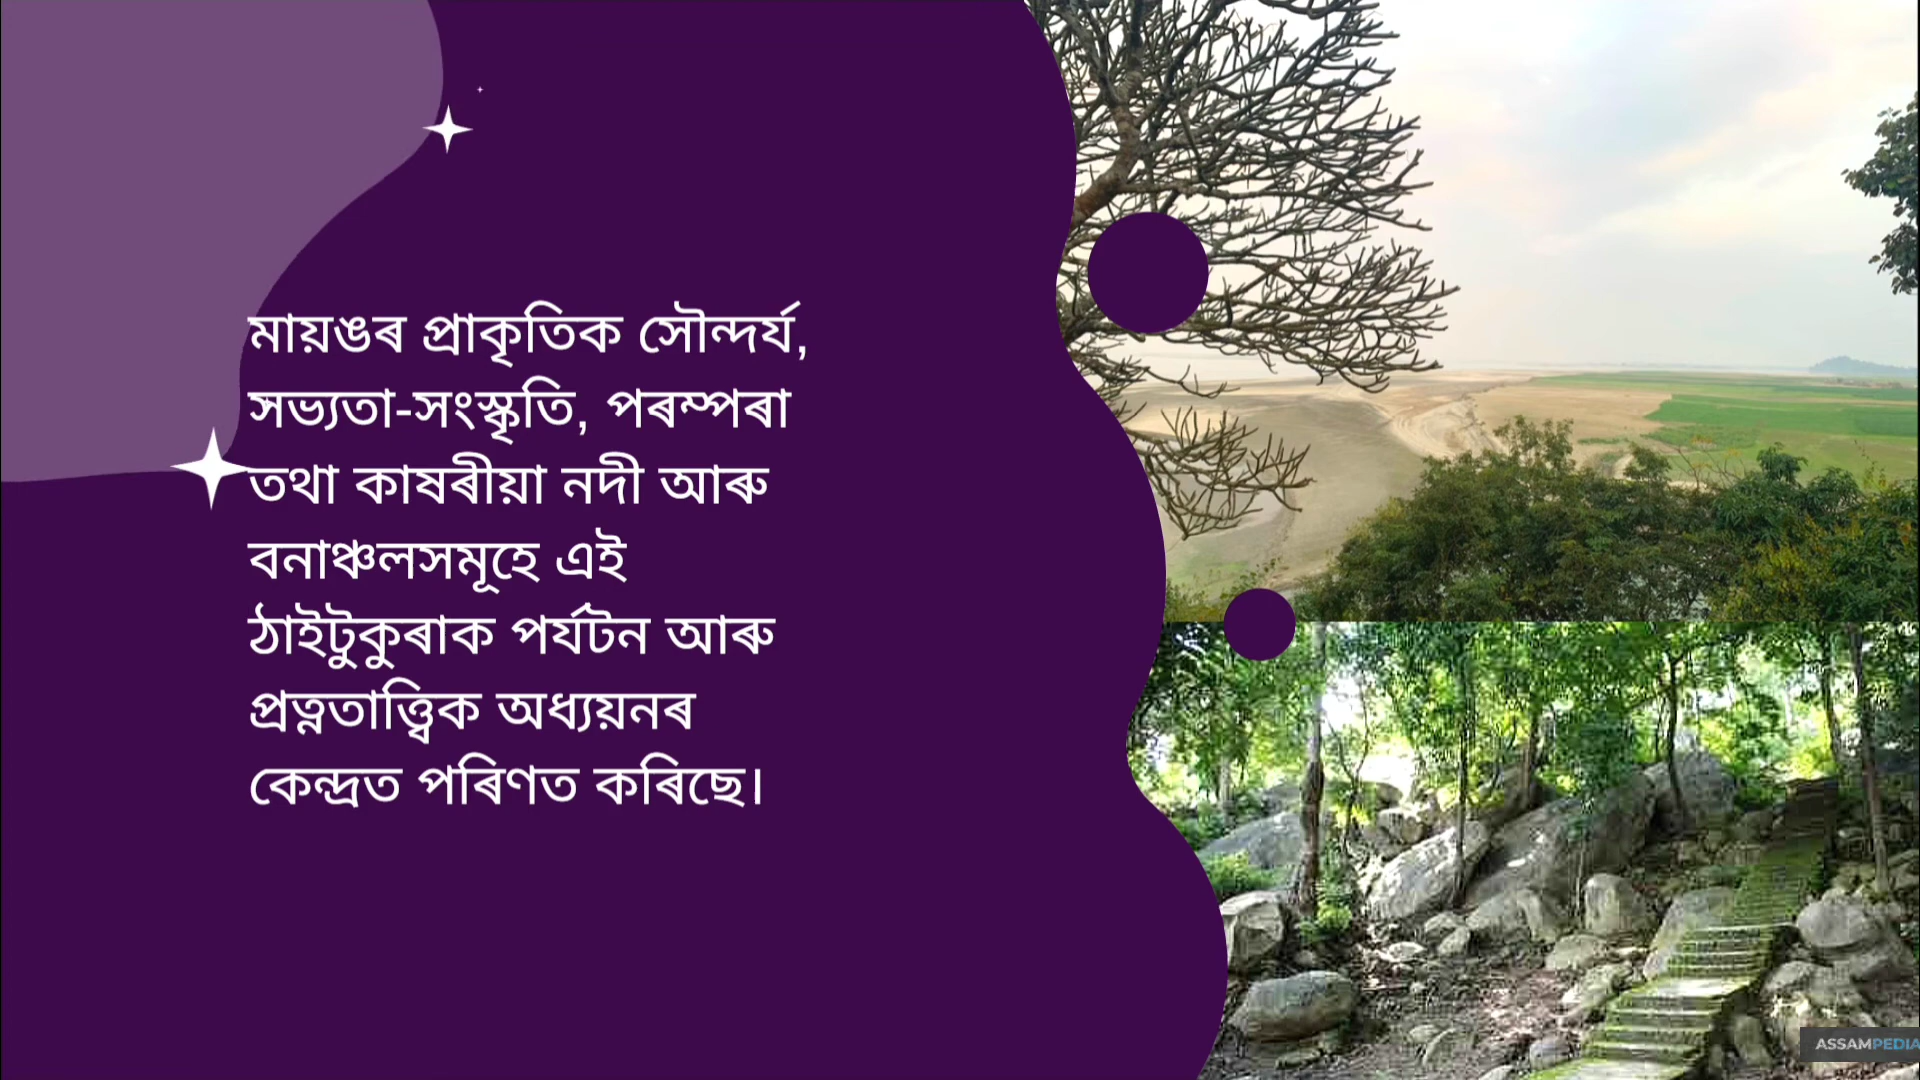 মায়ঙৰ প্ৰাকৃতিক সৌন্দৰ্য,
সভ্যতা-সংস্কৃতি, পৰম্পৰা
তথা কাষৰীয়া নদী আৰু
বনাঞ্চলসমূহে এই
ঠাইটুকুৰাক পৰ্যটন আৰু
প্ৰত্নতাত্ত্বিক অধ্যয়নৰ
কেন্দ্ৰত পৰিণত কৰিছে।
ASSAMPEDIA